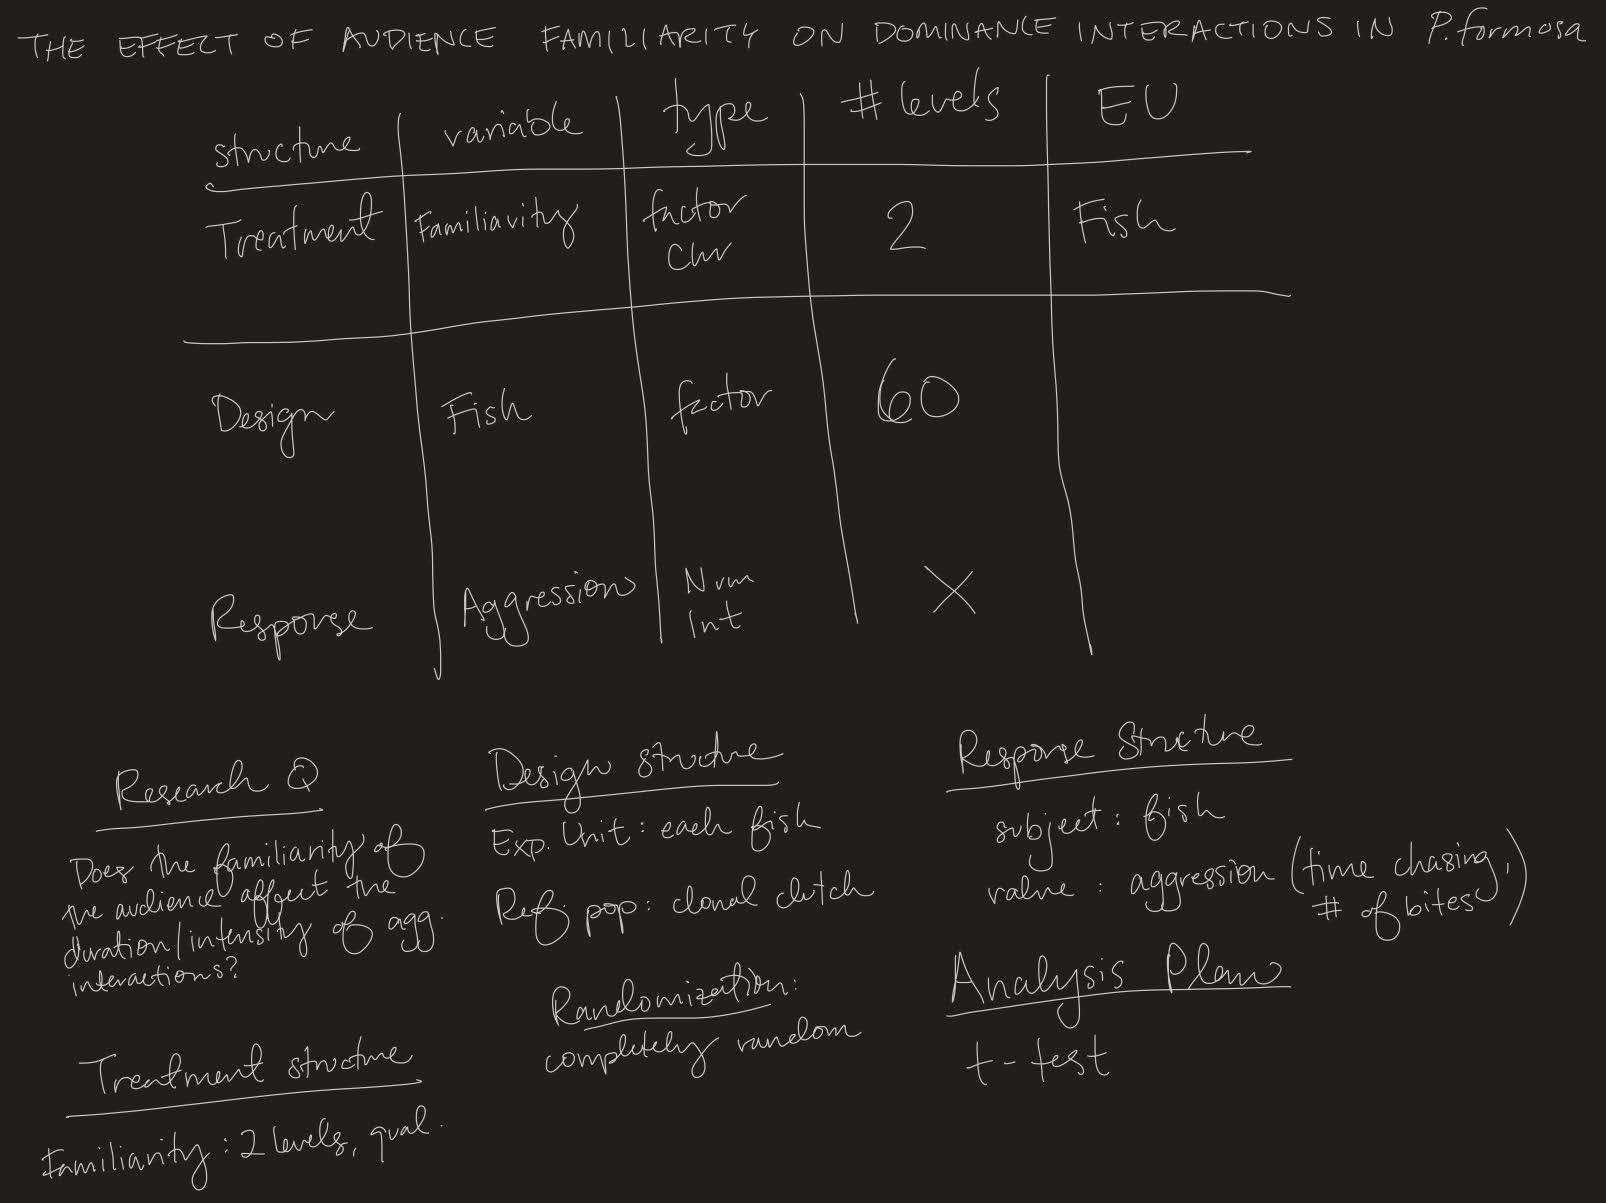 THE EFFECT OF AUDIENCE FAMILIARITY ON DOMINANCE INTERACTIONS IN P. formosa
structure variable type # levels EU
Treatment Familiarity factor 2 Fish
Chr
Design Fish factor 60
Response Aggression Num X
Int
Research Q
Does the familiarity of
the audience affect the
duration/intensity of agg.
interactions?
Treatment structure
Familiarity: 2 levels, qual.
Design structure
Exp. Unit: each fish
Ref. pop: clonal clutch
Randomization:
completely random
Response Structure
subject: fish
value: aggression (time chasing,
# of bites)
Analysis Plan
t-test